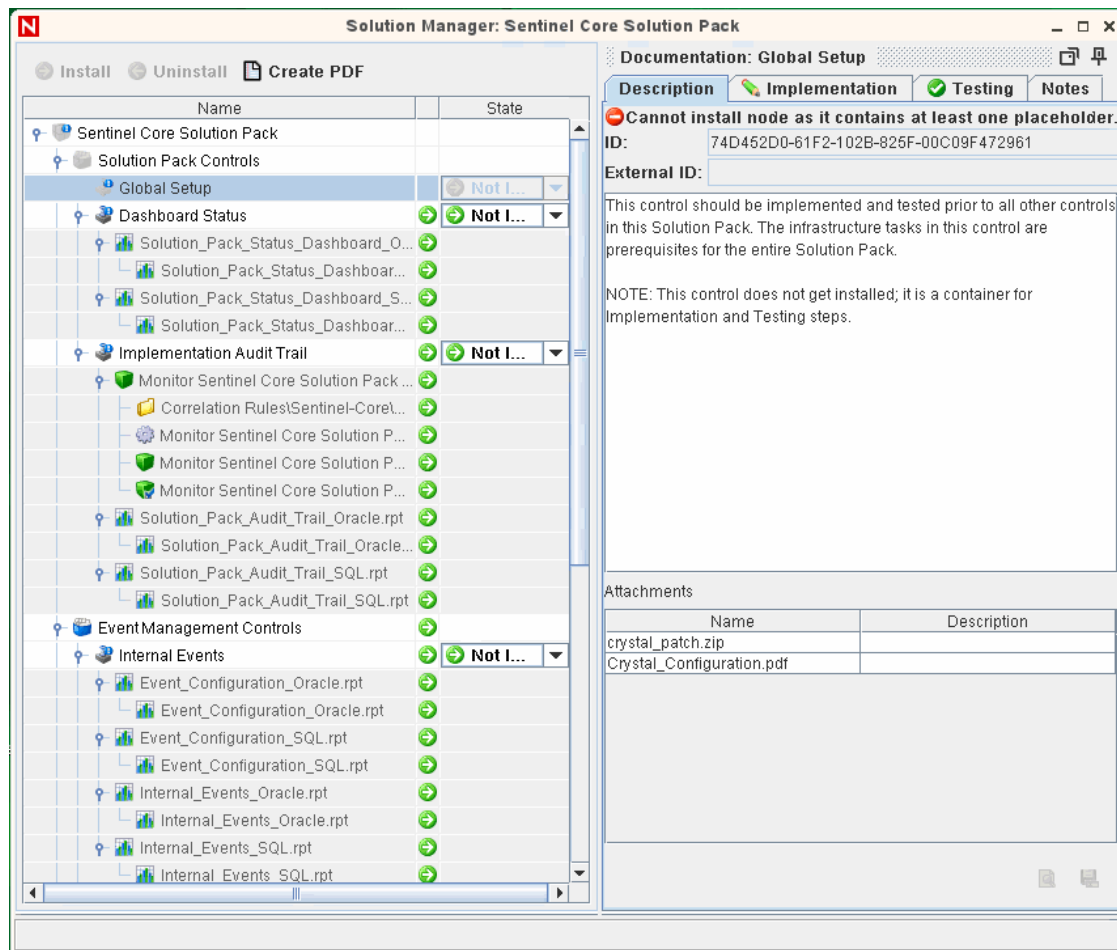 Solution Manager: Sentinel Core Solution Pack
Install Uninstall Create PDF
Name State
Sentinel Core Solution Pack
Solution Pack Controls
Global Setup Not I...
Dashboard Status Not I...
Solution_Pack_Status_Dashboard_O...
Solution_Pack_Status_Dashboar...
Solution_Pack_Status_Dashboard_S...
Solution_Pack_Status_Dashboar...
Implementation Audit Trail Not I...
Monitor Sentinel Core Solution Pack ...
Correlation Rules\Sentinel-Core\...
Monitor Sentinel Core Solution P...
Monitor Sentinel Core Solution P...
Monitor Sentinel Core Solution P...
Solution_Pack_Audit_Trail_Oracle.rpt
Solution_Pack_Audit_Trail_Oracle...
Solution_Pack_Audit_Trail_SQL.rpt
Solution_Pack_Audit_Trail_SQL.rpt
Event Management Controls
Internal Events Not I...
Event_Configuration_Oracle.rpt
Event_Configuration_Oracle.rpt
Event_Configuration_SQL.rpt
Event_Configuration_SQL.rpt
Internal_Events_Oracle.rpt
Internal_Events_Oracle.rpt
Internal_Events_SQL.rpt
Internal_Events_SQL.rpt
Documentation: Global Setup
Description Implementation Testing Notes
Cannot install node as it contains at least one placeholder.
ID: 74D452D0-61F2-102B-825F-00C09F472961
External ID:
This control should be implemented and tested prior to all other controls
in this Solution Pack. The infrastructure tasks in this control are
prerequisites for the entire Solution Pack.
NOTE: This control does not get installed; it is a container for
Implementation and Testing steps.
Attachments
Name Description
crystal_patch.zip
Crystal_Configuration.pdf